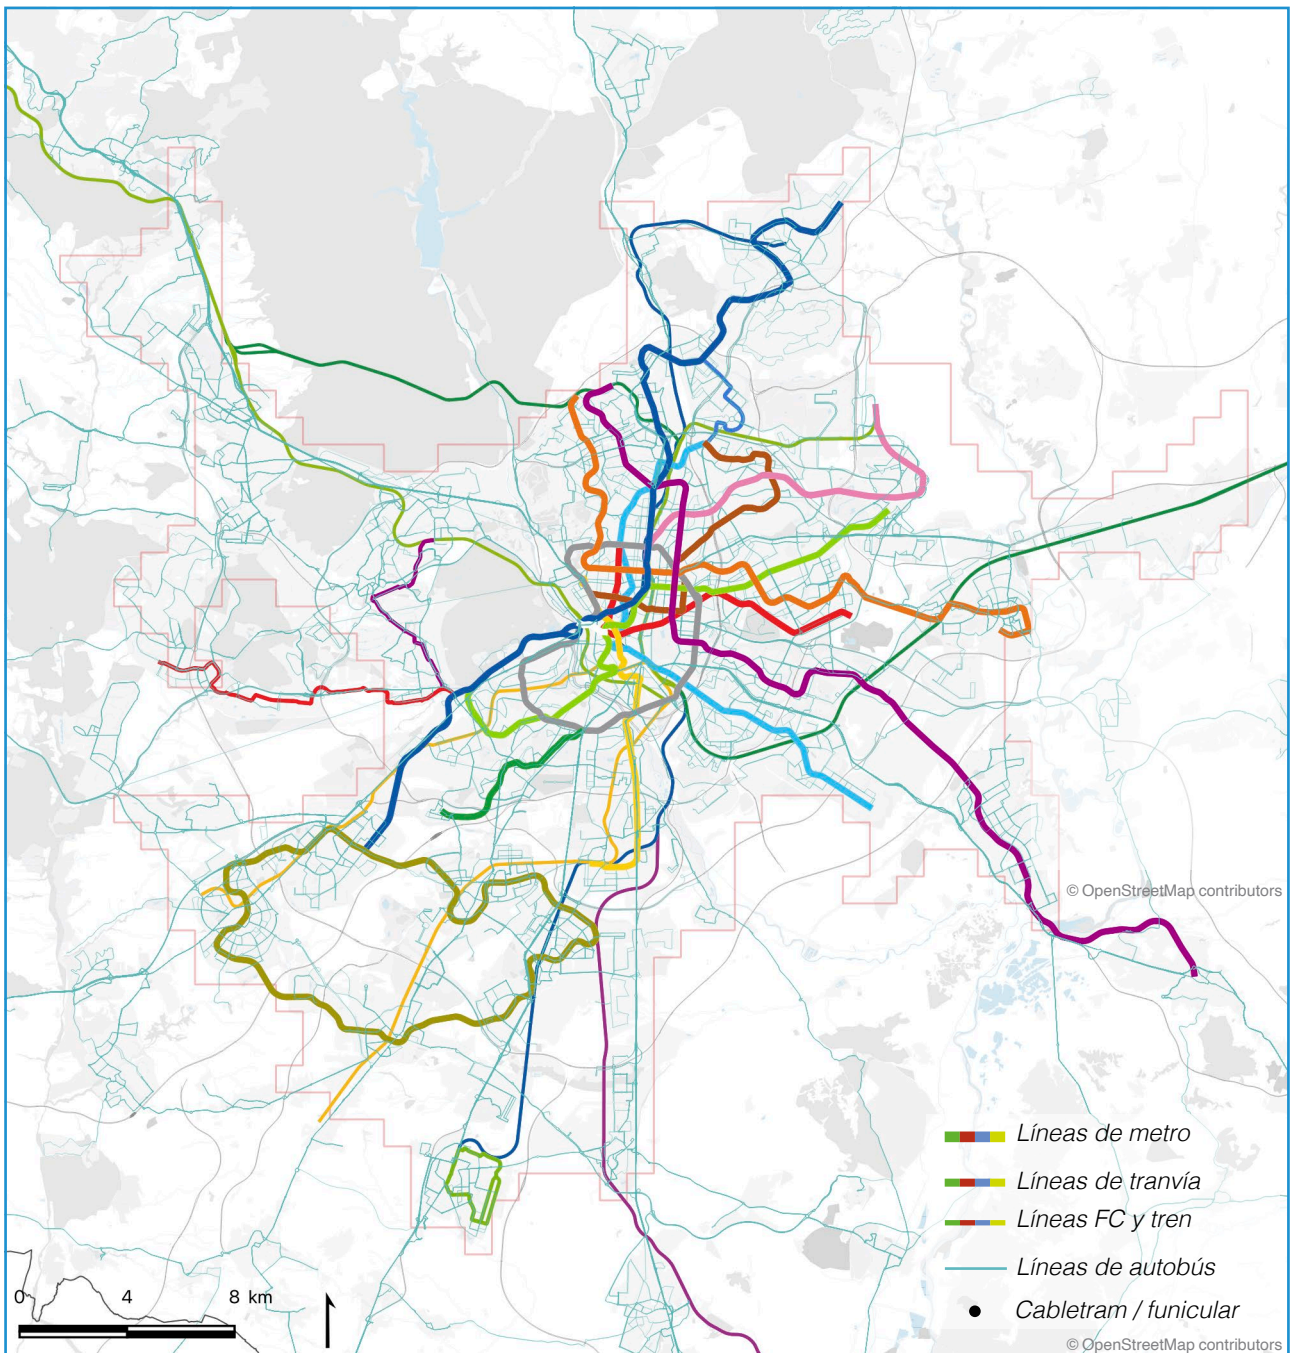 © OpenStreetMap contributors
Líneas de metro
Líneas de tranvía
Líneas FC y tren
Líneas de autobús
Cabletram / funicular
0 4 8 km
© OpenStreetMap contributors